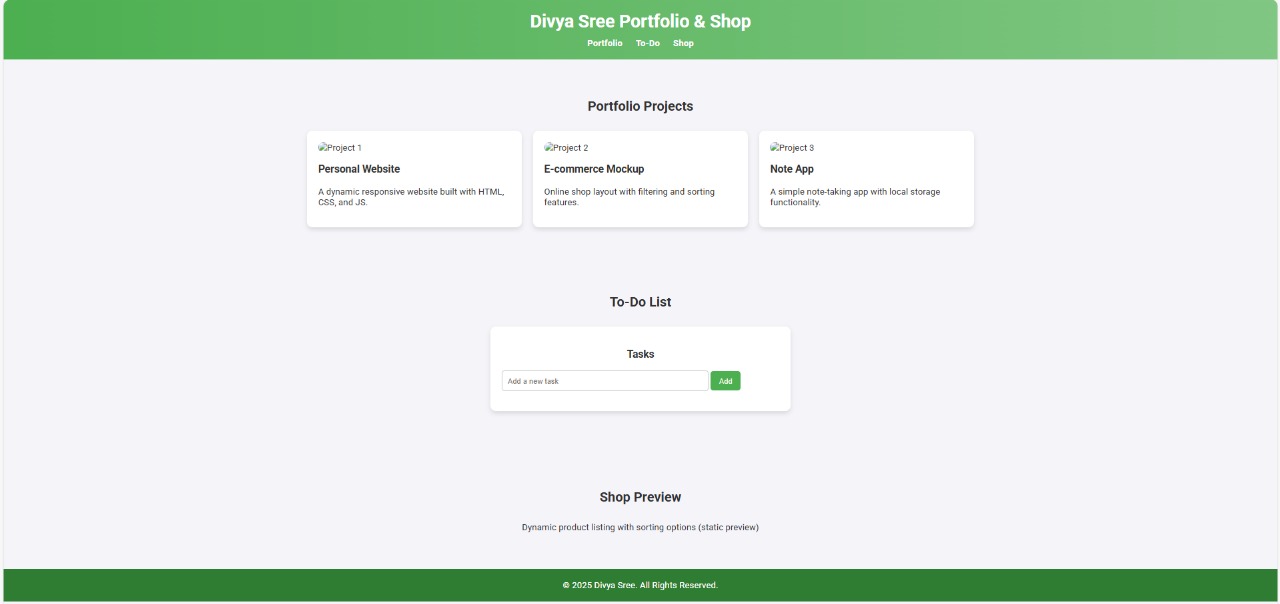 Divya Sree Portfolio & Shop
Portfolio To-Do Shop
Portfolio Projects
Project 1
Personal Website
A dynamic responsive website built with HTML,
CSS, and JS.
Project 2
E-commerce Mockup
Online shop layout with filtering and sorting
features.
Project 3
Note App
A simple note-taking app with local storage
functionality.
To-Do List
Tasks
Add a new task Add
Shop Preview
Dynamic product listing with sorting options (static preview)
© 2025 Divya Sree. All Rights Reserved.